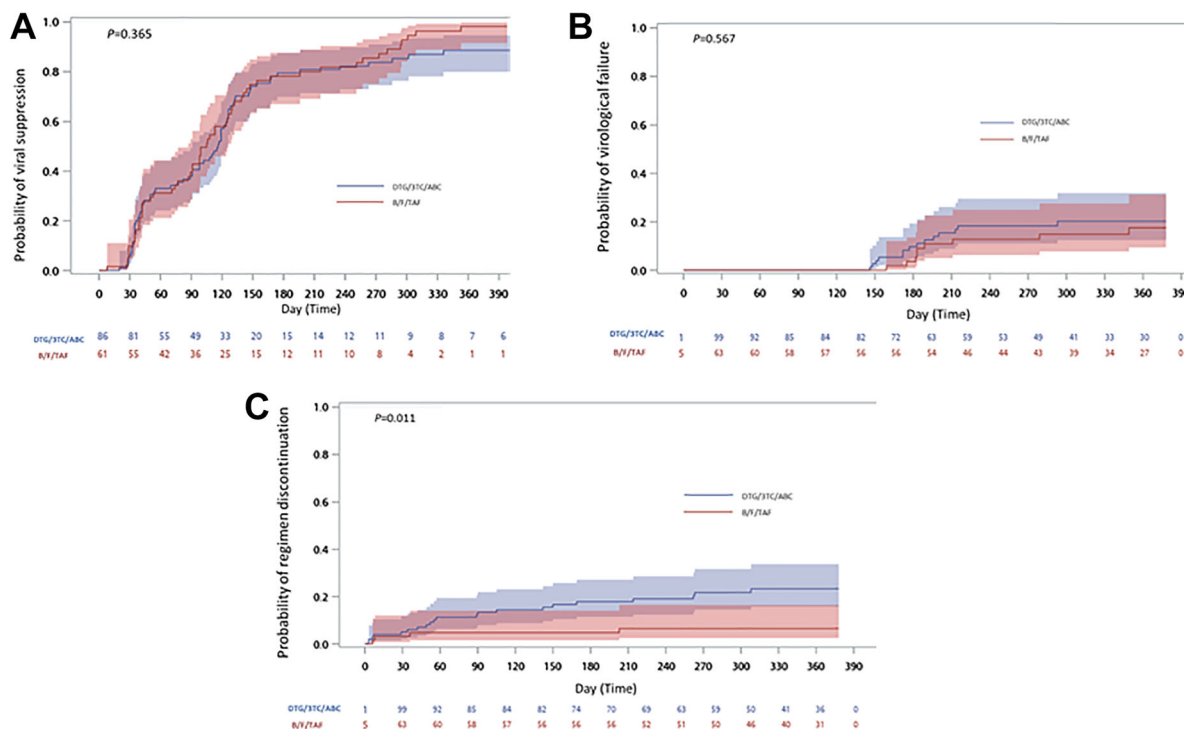 A
P=0.365
Probability of viral suppression
1.0
0.8
0.6
0.4
0.2
0.0
DTG/3TC/ABC
B/F/TAF
0 30 60 90 120 150 180 210 240 270 300 330 360 390
Day (Time)
DTG/3TC/ABC 86 81 55 49 33 20 15 14 12 11 9 8 7 6
B/F/TAF 61 55 42 36 25 15 12 11 10 8 4 2 1 1
B
P=0.567
Probability of virological failure
1.0
0.8
0.6
0.4
0.2
0.0
DTG/3TC/ABC
B/F/TAF
0 30 60 90 120 150 180 210 240 270 300 330 360 390
Day (Time)
DTG/3TC/ABC 1 99 92 85 84 82 72 63 59 53 49 41 33 30 0
B/F/TAF 5 63 60 58 57 56 56 54 46 44 43 39 34 27 0
C
P=0.011
Probability of regimen discontinuation
1.0
0.8
0.6
0.4
0.2
0.0
DTG/3TC/ABC
B/F/TAF
0 30 60 90 120 150 180 210 240 270 300 330 360 390
Day (Time)
DTG/3TC/ABC 1 99 92 85 84 82 74 70 69 63 59 50 41 36 0
B/F/TAF 5 63 60 58 57 56 56 56 52 51 50 46 40 31 0